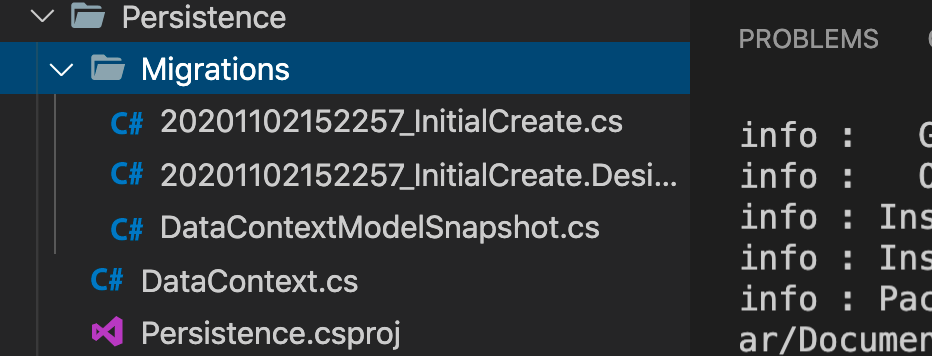 Persistence
Migrations
C# 20201102152257_InitialCreate.cs
C# 20201102152257_InitialCreate.Desi...
C# DataContextModelSnapshot.cs
C# DataContext.cs
Persistence.csproj
PROBLEMS
info :
info :
info : Ins
info : Ins
info : Pac
ar/Documen